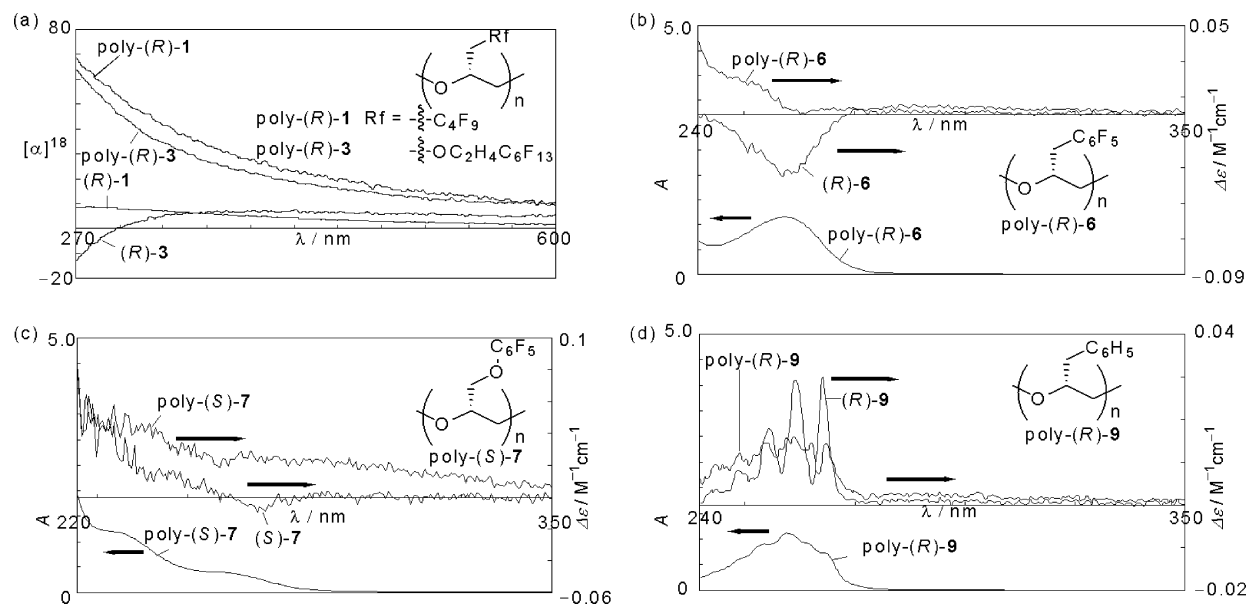 (a)
80
poly-(R)-1
Rf
O
n
poly-(R)-1 Rf = C4F9
poly-(R)-3 OC2H4C6F13
[α]18
poly-(R)-3
(R)-1
270
λ / nm
600
(R)-3
−20
(b)
5.0
0.05
poly-(R)-6
240
λ / nm
350
C6F5
O
n
poly-(R)-6
(R)-6
A
Δε / M−1cm−1
poly-(R)-6
0
−0.09
(c)
5.0
0.1
C6F5
O
O
n
poly-(S)-7
poly-(S)-7
220
λ / nm
350
A
Δε / M−1cm−1
poly-(S)-7
(S)-7
0
−0.06
(d)
5.0
0.04
poly-(R)-9
C6H5
(R)-9
O
n
poly-(R)-9
240
λ / nm
350
A
Δε / M−1cm−1
poly-(R)-9
0
−0.02